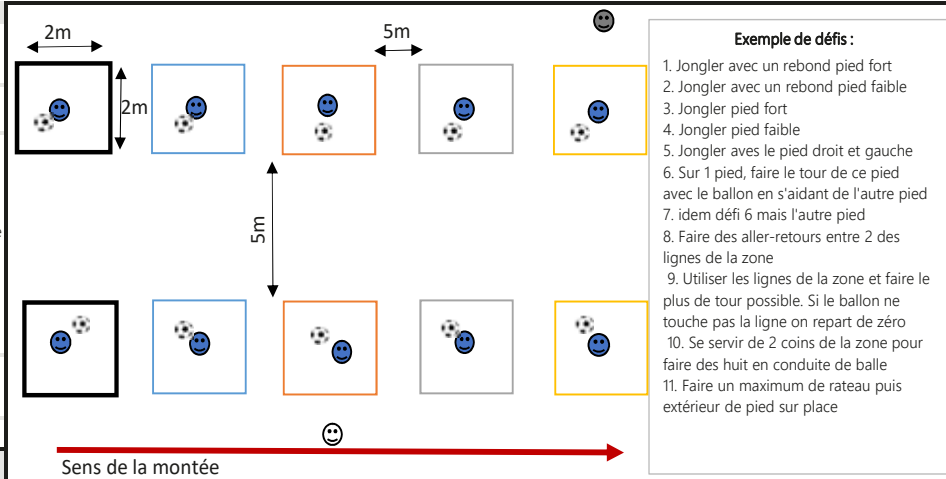 2m
5m
2m
5m
Sens de la montée
Exemple de défis :
1. Jongler avec un rebond pied fort
2. Jongler avec un rebond pied faible
3. Jongler pied fort
4. Jongler pied faible
5. Jongler aves le pied droit et gauche
6. Sur 1 pied, faire le tour de ce pied
avec le ballon en s'aidant de l'autre pied
7. idem défi 6 mais l'autre pied
8. Faire des aller-retours entre 2 des
lignes de la zone
9. Utiliser les lignes de la zone et faire le
plus de tour possible. Si le ballon ne
touche pas la ligne on repart de zéro
10. Se servir de 2 coins de la zone pour
faire des huit en conduite de balle
11. Faire un maximum de rateau puis
extérieur de pied sur place